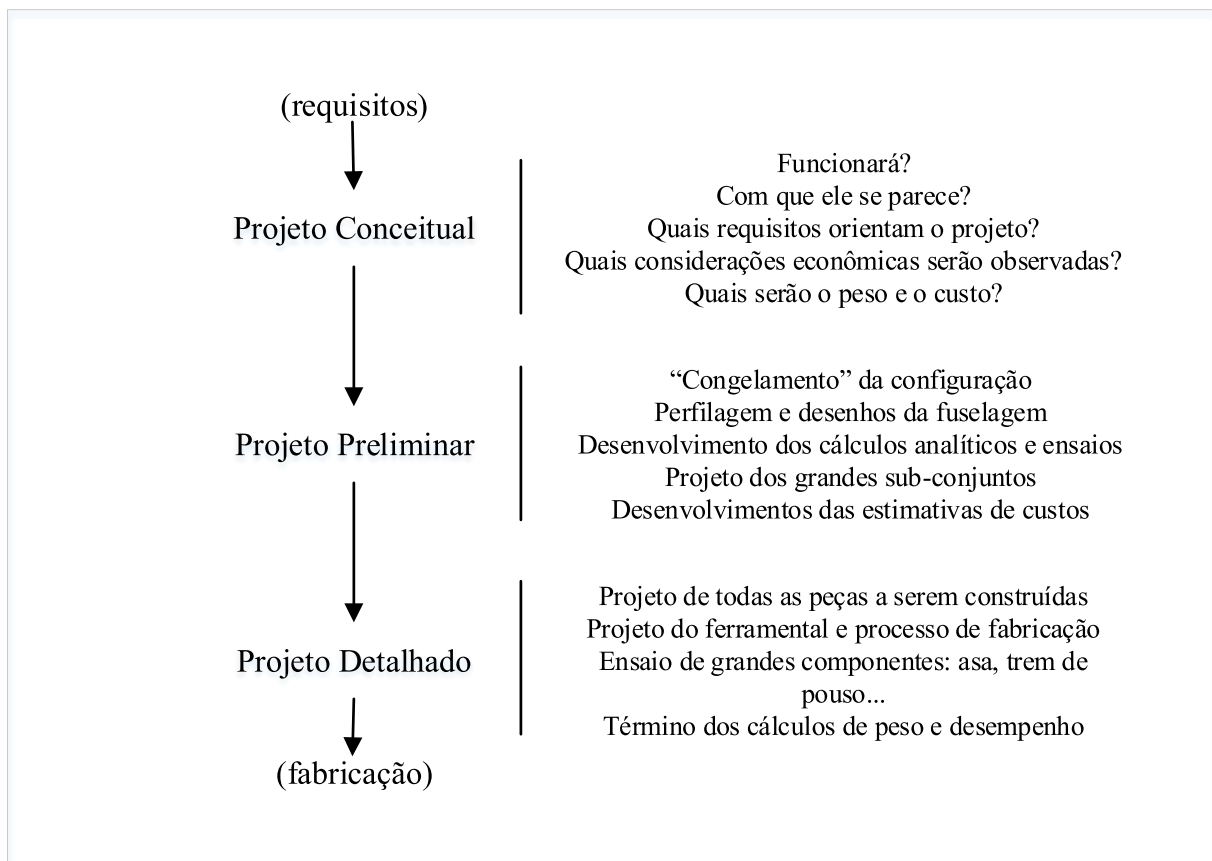 (requisitos)
Projeto Conceitual
Funcionará?
Com que ele se parece?
Quais requisitos orientam o projeto?
Quais considerações econômicas serão observadas?
Quais serão o peso e o custo?
Projeto Preliminar
“Congelamento” da configuração
Perfilagem e desenhos da fuselagem
Desenvolvimento dos cálculos analíticos e ensaios
Projeto dos grandes sub-conjuntos
Desenvolvimentos das estimativas de custos
Projeto Detalhado
Projeto de todas as peças a serem construídas
Projeto do ferramental e processo de fabricação
Ensaio de grandes componentes: asa, trem de
pouso...
Término dos cálculos de peso e desempenho
(fabricação)